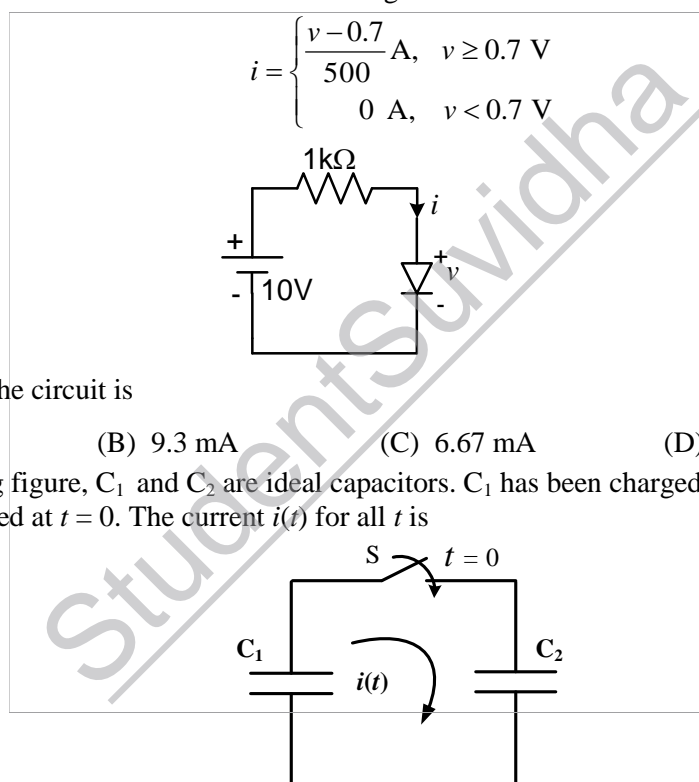 i = { (v − 0.7)/500 A, v ≥ 0.7 V
0 A, v < 0.7 V
1kΩ
i
+
+
v
- 10V
-
he circuit is
(B) 9.3 mA (C) 6.67 mA (D)
g figure, C₁ and C₂ are ideal capacitors. C₁ has been charged
ed at t = 0. The current i(t) for all t is
S t = 0
C₁ C₂
i(t)
StudentSuvidha